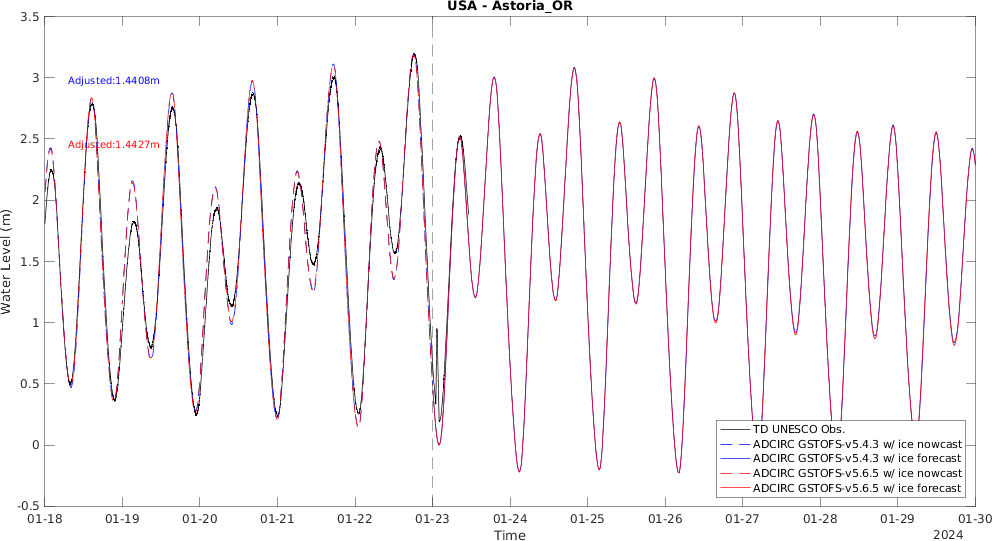 USA - Astoria_OR
3.5
3
2.5
2
1.5
1
0.5
0
-0.5
Water Level (m)
Adjusted:1.4408m
Adjusted:1.4427m
TD UNESCO Obs.
ADCIRC GSTOFS-v5.4.3 w/ ice nowcast
ADCIRC GSTOFS-v5.4.3 w/ ice forecast
ADCIRC GSTOFS-v5.6.5 w/ ice nowcast
ADCIRC GSTOFS-v5.6.5 w/ ice forecast
01-18 01-19 01-20 01-21 01-22 01-23 01-24 01-25 01-26 01-27 01-28 01-29 01-30
Time
2024